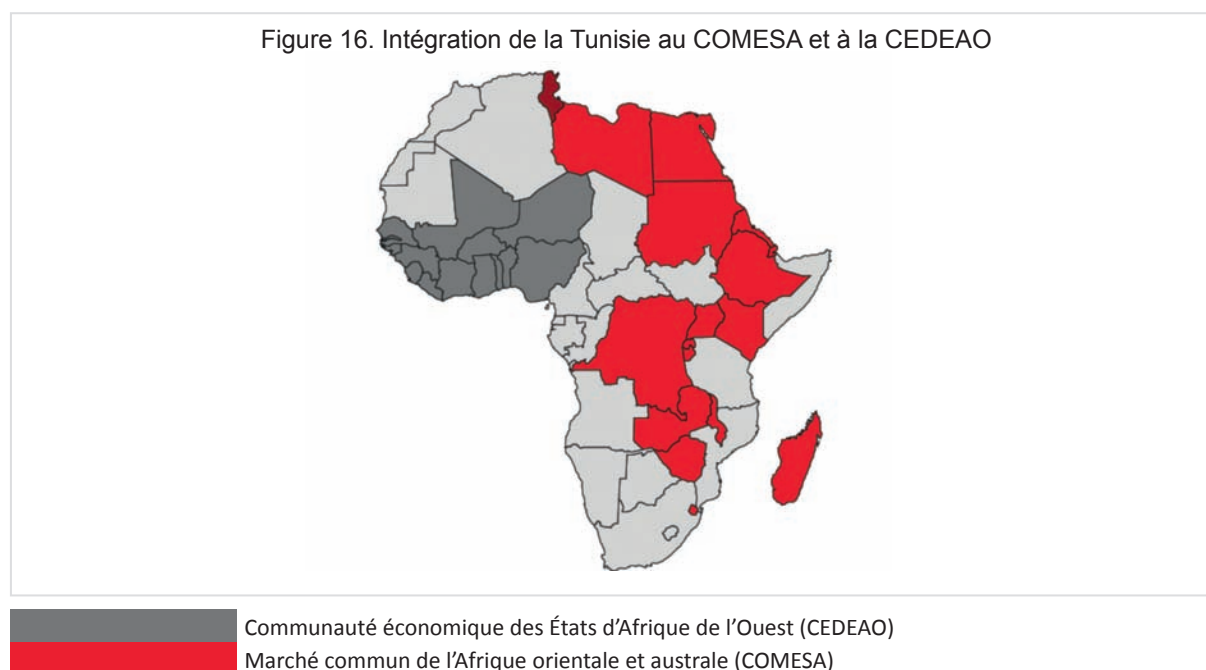 Figure 16. Intégration de la Tunisie au COMESA et à la CEDEAO
Communauté économique des États d’Afrique de l’Ouest (CEDEAO)
Marché commun de l’Afrique orientale et australe (COMESA)